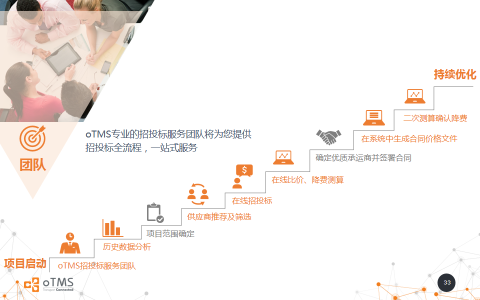 持续优化
二次测算确认降费
在系统中生成合同价格文件
oTMS专业的招投标服务团队将为您提供
招投标全流程，一站式服务
确定优质承运商并签署合同
团队
在线比价、降费测算
在线招投标
供应商推荐及筛选
项目范围确定
历史数据分析
项目启动
oTMS招投标服务团队
oTMS
33